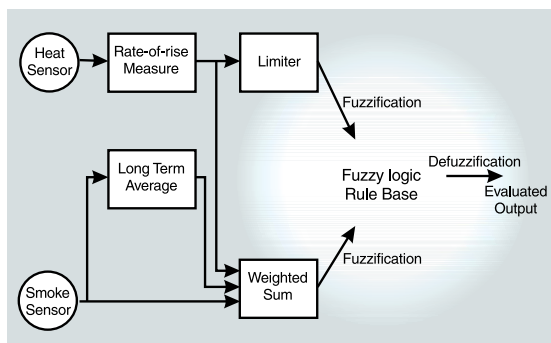 Heat
Sensor
Rate-of-rise
Measure
Limiter
Fuzzification
Long Term
Average
Fuzzy logic
Rule Base
Defuzzification
Evaluated
Output
Fuzzification
Smoke
Sensor
Weighted
Sum